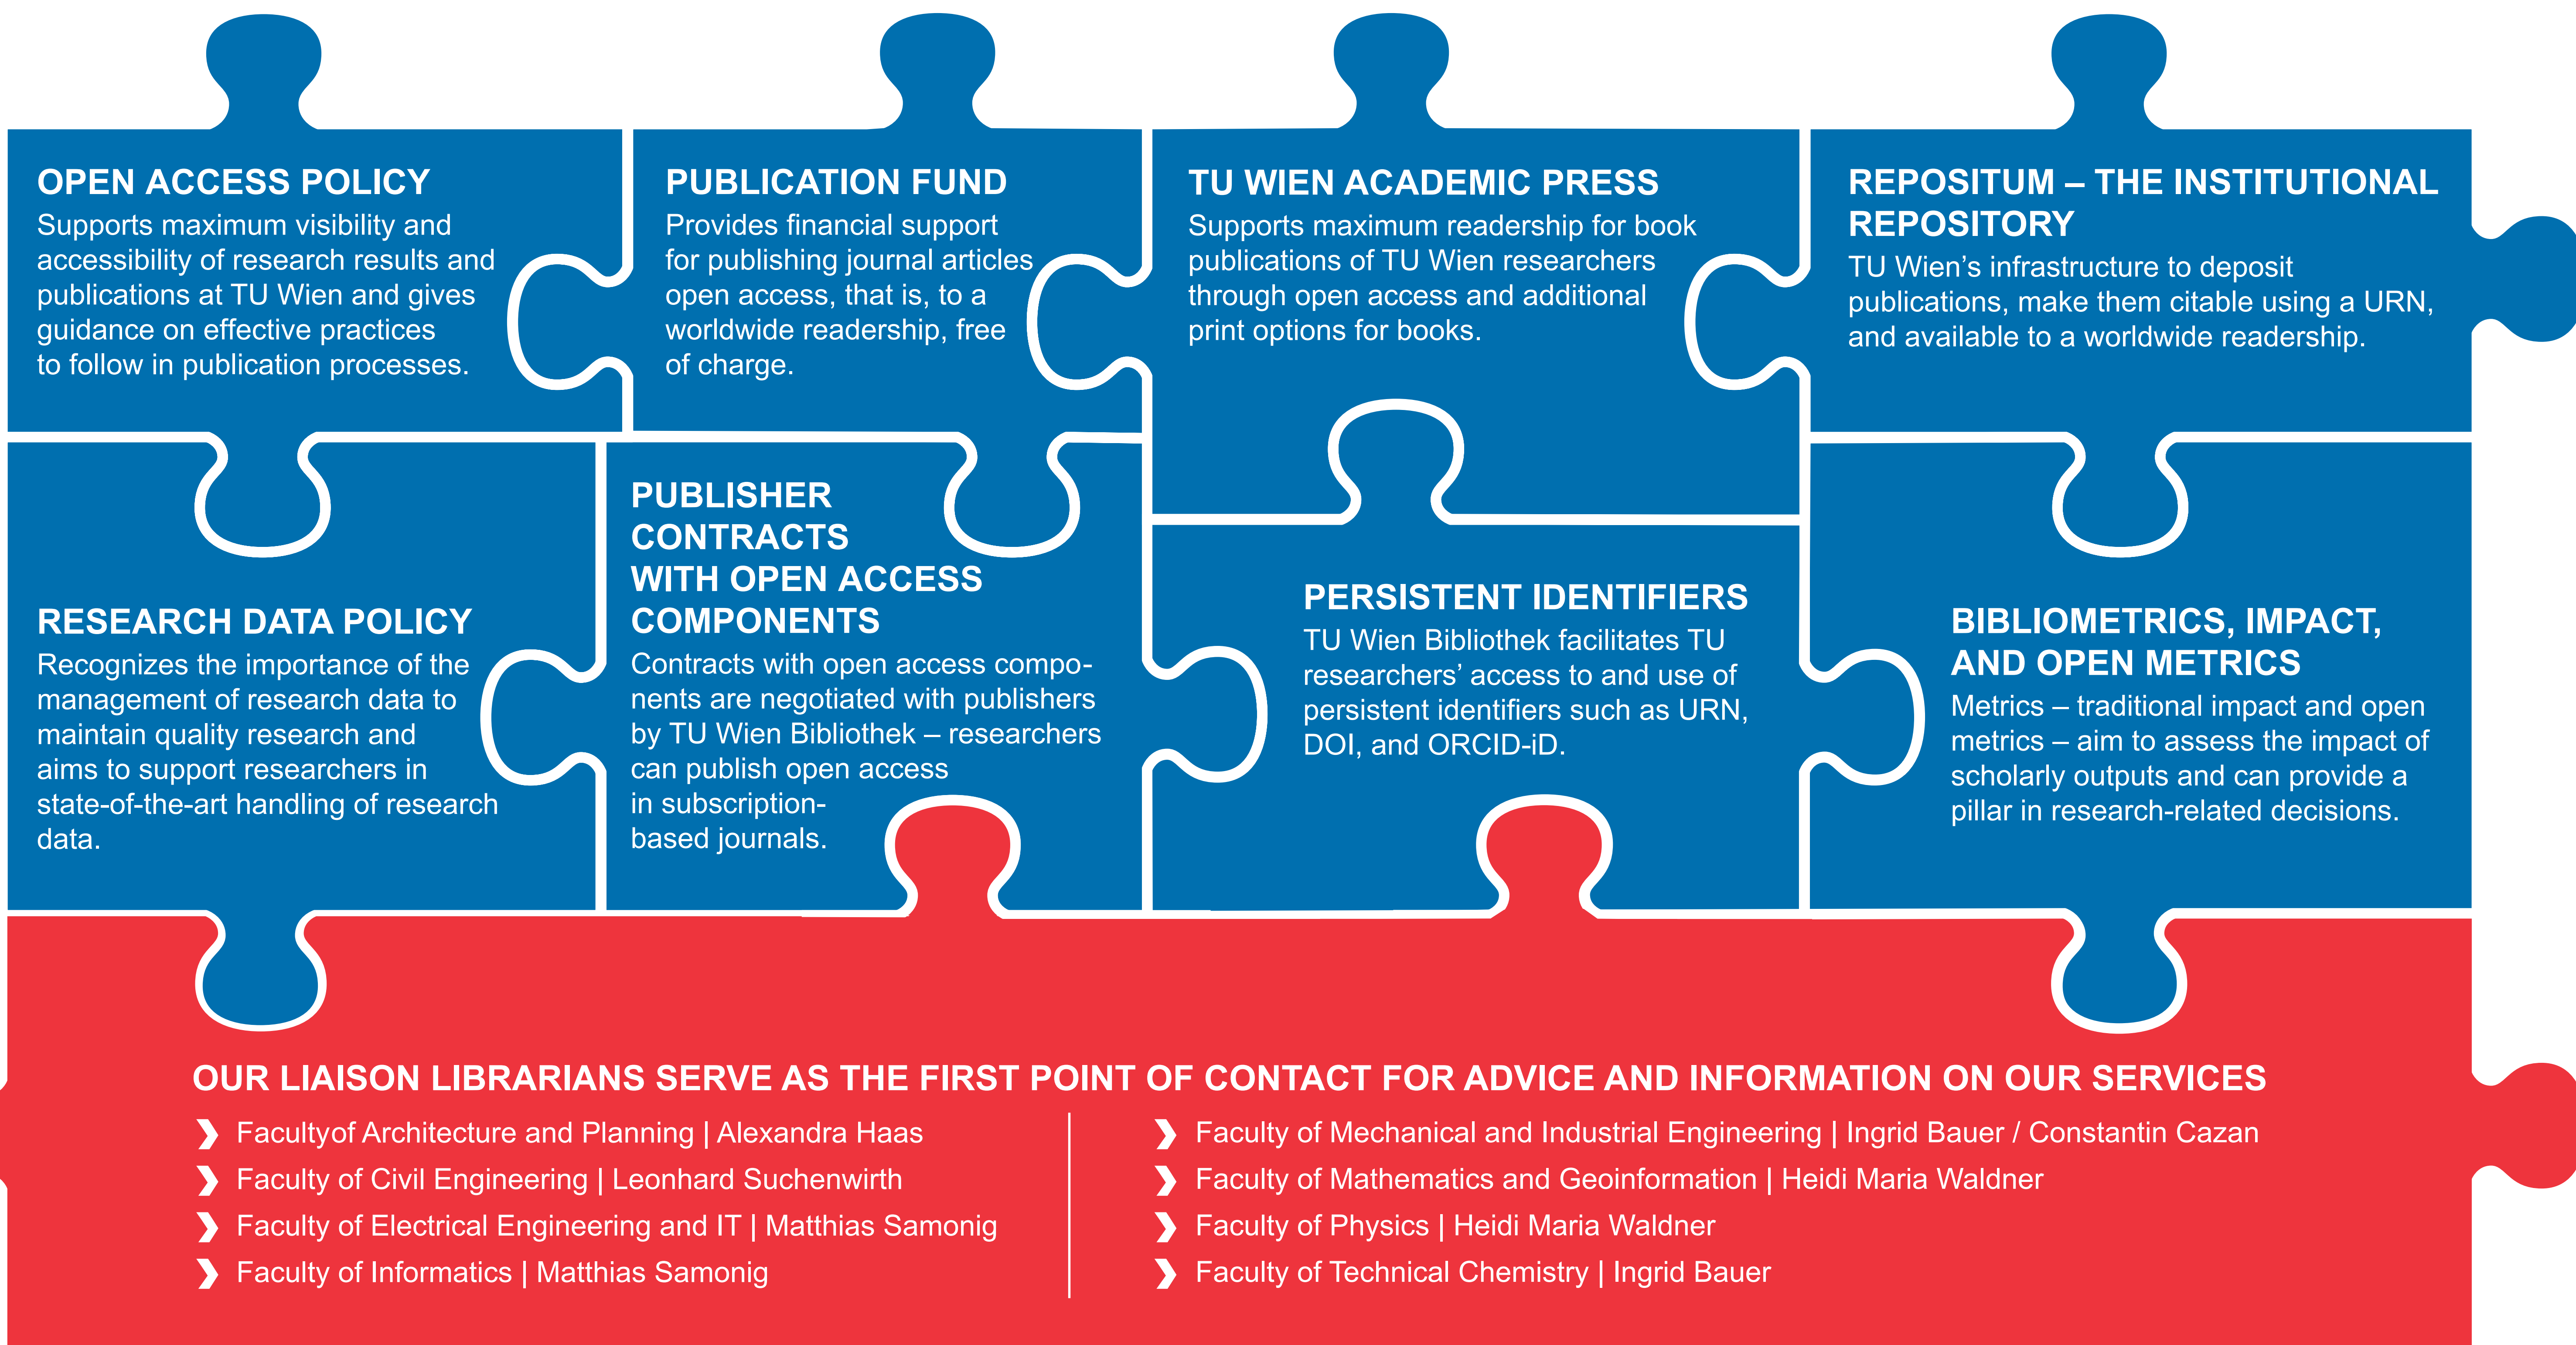 OPEN ACCESS POLICY
Supports maximum visibility and
accessibility of research results and
publications at TU Wien and gives
guidance on effective practices
to follow in publication processes.
PUBLICATION FUND
Provides financial support
for publishing journal articles
open access, that is, to a
worldwide readership, free
of charge.
TU WIEN ACADEMIC PRESS
Supports maximum readership for book
publications of TU Wien researchers
through open access and additional
print options for books.
REPOSITUM – THE INSTITUTIONAL
REPOSITORY
TU Wien’s infrastructure to deposit
publications, make them citable using a URN,
and available to a worldwide readership.
RESEARCH DATA POLICY
Recognizes the importance of the
management of research data to
maintain quality research and
aims to support researchers in
state-of-the-art handling of research
data.
PUBLISHER
CONTRACTS
WITH OPEN ACCESS
COMPONENTS
Contracts with open access compo-
nents are negotiated with publishers
by TU Wien Bibliothek – researchers
can publish open access
in subscription-
based journals.
PERSISTENT IDENTIFIERS
TU Wien Bibliothek facilitates TU
researchers’ access to and use of
persistent identifiers such as URN,
DOI, and ORCID-iD.
BIBLIOMETRICS, IMPACT,
AND OPEN METRICS
Metrics – traditional impact and open
metrics – aim to assess the impact of
scholarly outputs and can provide a
pillar in research-related decisions.
OUR LIAISON LIBRARIANS SERVE AS THE FIRST POINT OF CONTACT FOR ADVICE AND INFORMATION ON OUR SERVICES
Facultyof Architecture and Planning | Alexandra Haas
Faculty of Civil Engineering | Leonhard Suchenwirth
Faculty of Electrical Engineering and IT | Matthias Samonig
Faculty of Informatics | Matthias Samonig
Faculty of Mechanical and Industrial Engineering | Ingrid Bauer / Constantin Cazan
Faculty of Mathematics and Geoinformation | Heidi Maria Waldner
Faculty of Physics | Heidi Maria Waldner
Faculty of Technical Chemistry | Ingrid Bauer